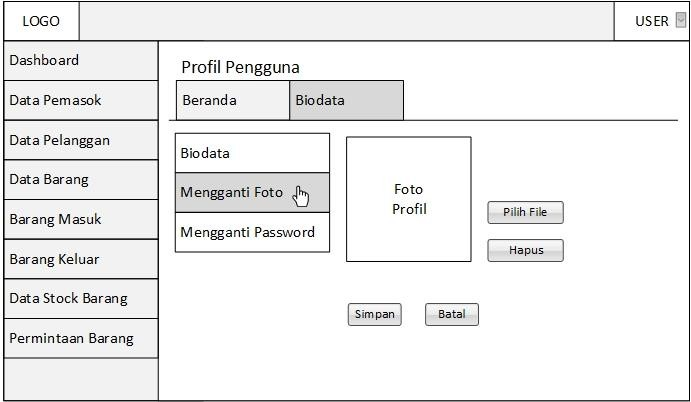 LOGO
USER
Dashboard
Data Pemasok
Data Pelanggan
Data Barang
Barang Masuk
Barang Keluar
Data Stock Barang
Permintaan Barang
Profil Pengguna
Beranda
Biodata
Biodata
Mengganti Foto
Mengganti Password
Foto
Profil
Pilih File
Hapus
Simpan
Batal